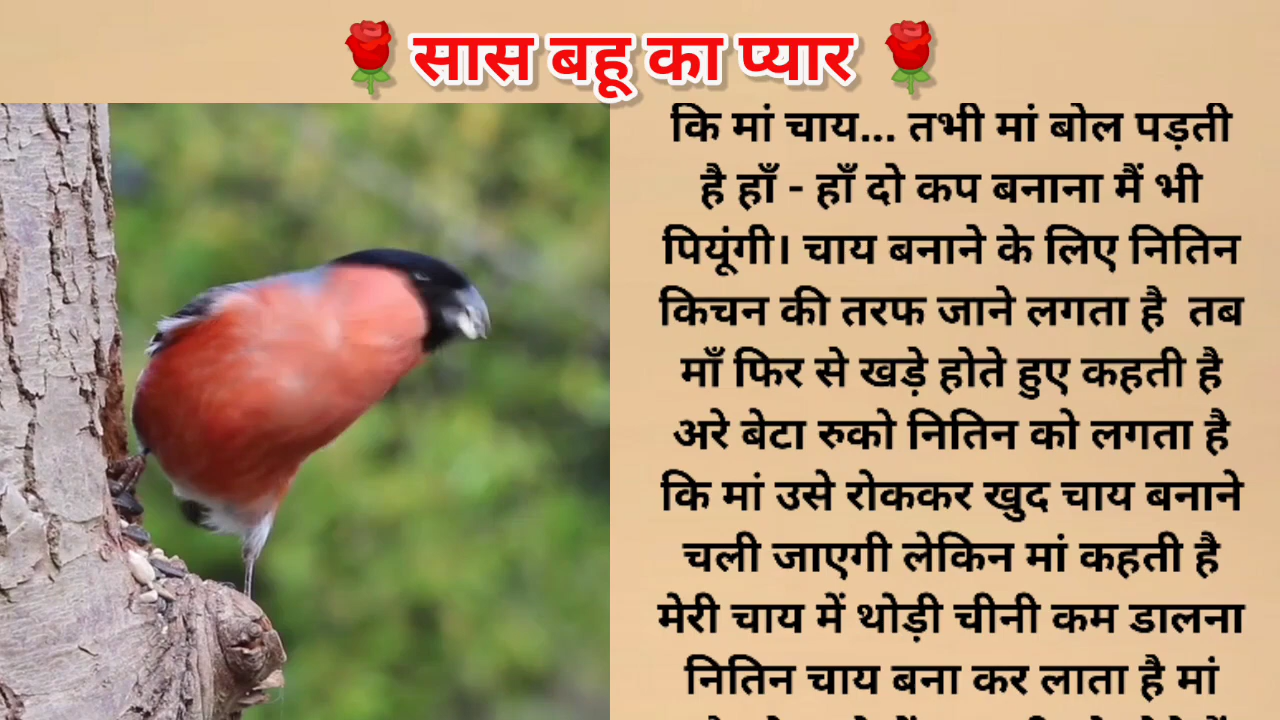 सास बहू का प्यार
कि मां चाय... तभी मां बोल पड़ती
है हाँ - हाँ दो कप बनाना मैं भी
पियूंगी। चाय बनाने के लिए नितिन
किचन की तरफ जाने लगता है तब
माँ फिर से खड़े होते हुए कहती है
अरे बेटा रुको नितिन को लगता है
कि मां उसे रोककर खुद चाय बनाने
चली जाएगी लेकिन मां कहती है
मेरी चाय में थोड़ी चीनी कम डालना
नितिन चाय बना कर लाता है मां